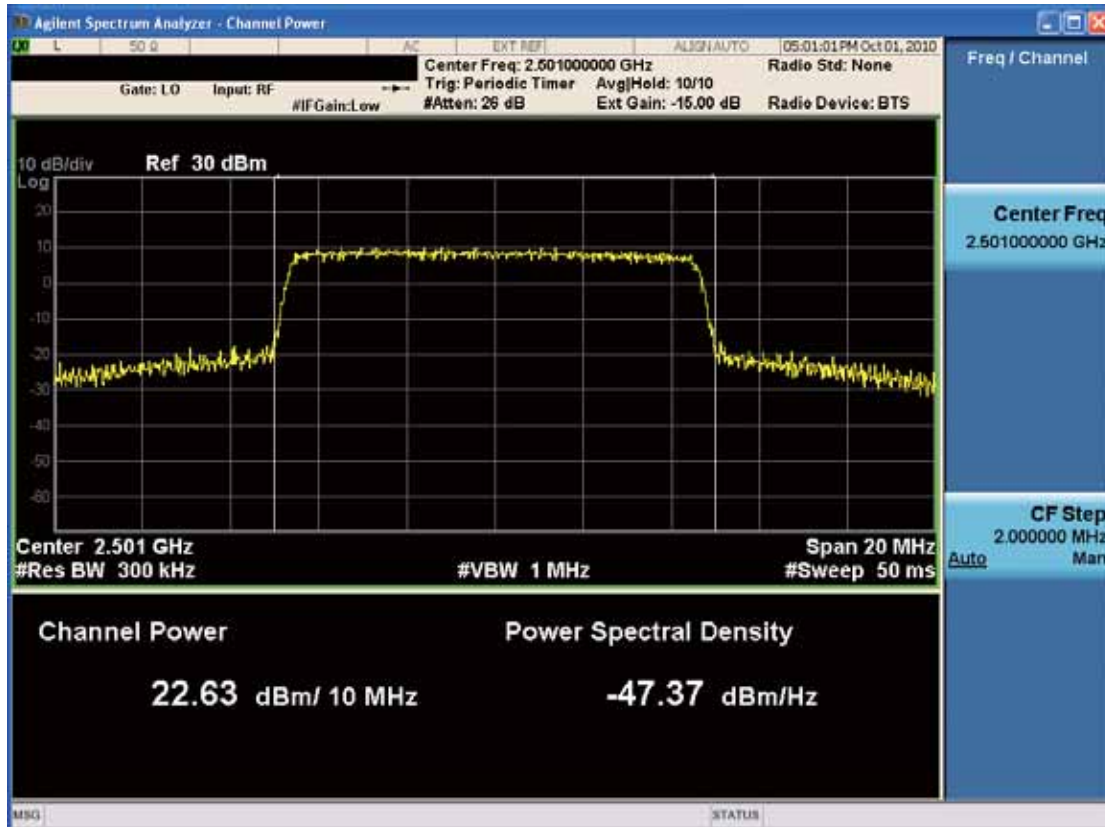 Agilent Spectrum Analyzer - Channel Power
L 50 Ω AC EXT REF ALIGN AUTO 05:01:01 PM Oct 01, 2010
Center Freq: 2.501000000 GHz Radio Std: None
Gate: LO Input: RF Trig: Periodic Timer Avg|Hold: 10/10
#IFGain:Low #Atten: 26 dB Ext Gain: -15.00 dB Radio Device: BTS
Freq / Channel
10 dB/div Ref 30 dBm
Log
20
10
0
-10
-20
-30
-40
-50
-60
Center 2.501 GHz Span 20 MHz
#Res BW 300 kHz #VBW 1 MHz #Sweep 50 ms
Channel Power Power Spectral Density
22.63 dBm/ 10 MHz -47.37 dBm/Hz
Center Freq
2.501000000 GHz
CF Step
2.000000 MHz
Auto Man
MSG STATUS